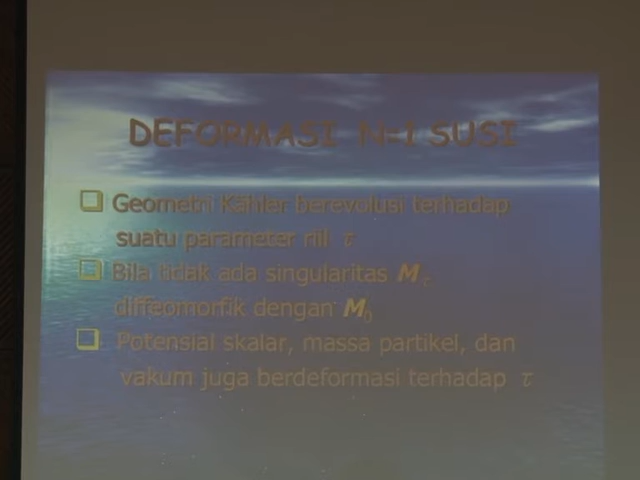 DEFORMASI N=1 SUSI
Geometri Kähler berevolusi terhadap
suatu parameter riil τ
Bila tidak ada singularitas M τ
diffeomorfik dengan M 0
Potensial skalar, massa partikel, dan
vakum juga berdeformasi terhadap τ